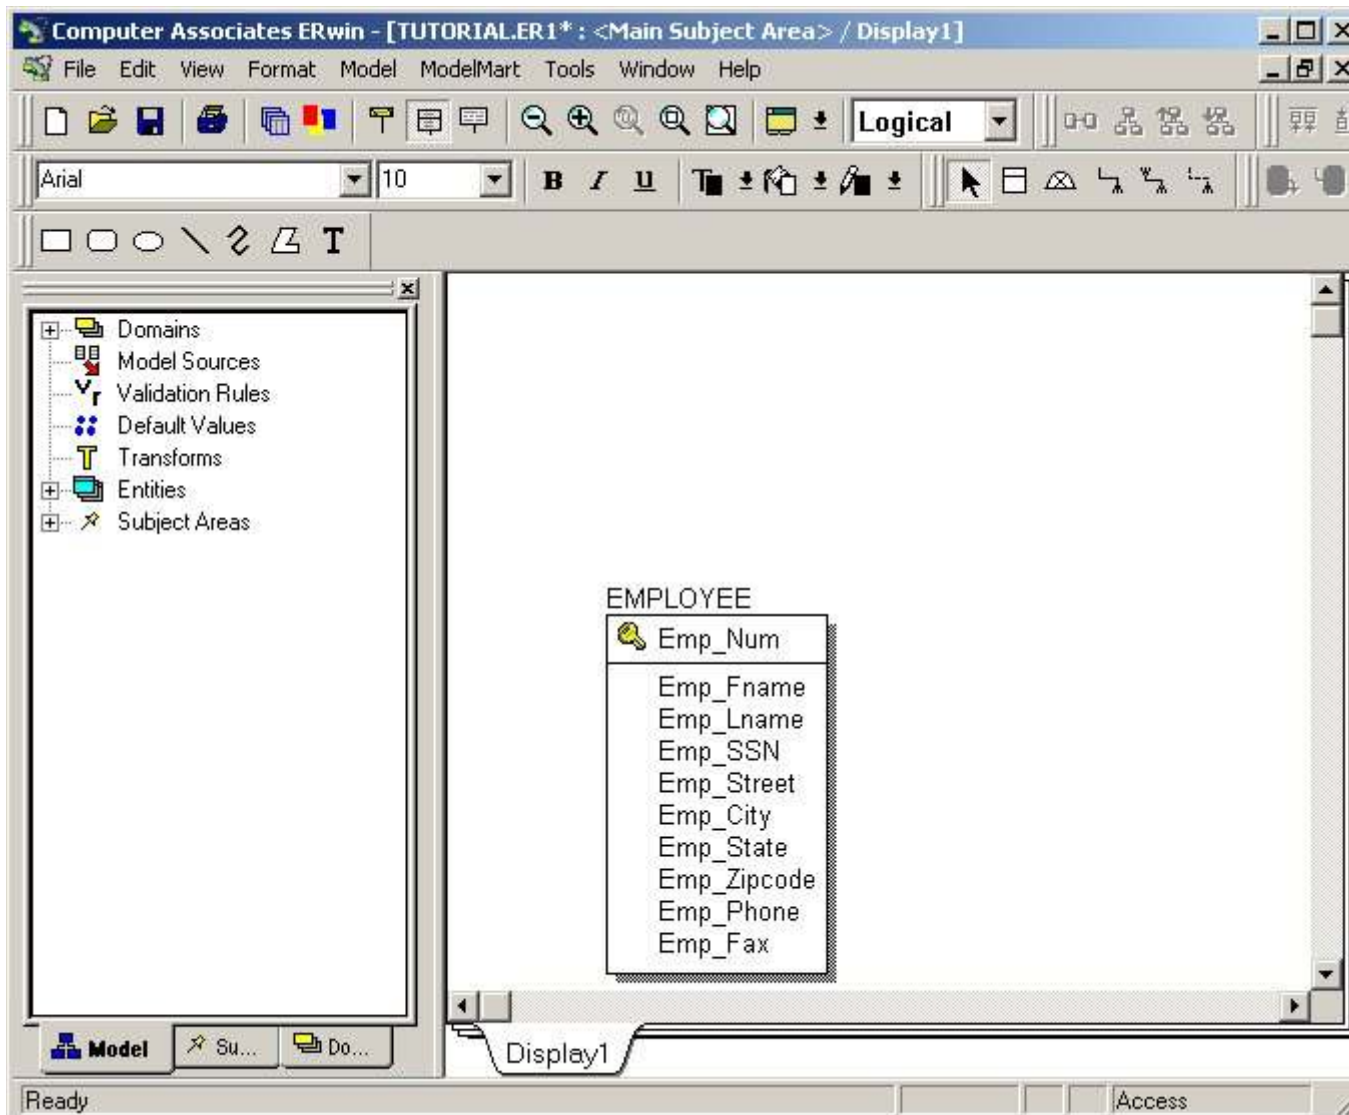 Computer Associates ERwin - [TUTORIAL.ER1* : <Main Subject Area> / Display1]
File Edit View Format Model ModelMart Tools Window Help
Logical
Arial 10 B I U T
T
Domains
Model Sources
Validation Rules
Default Values
Transforms
Entities
Subject Areas
EMPLOYEE
Emp_Num
Emp_Fname
Emp_Lname
Emp_SSN
Emp_Street
Emp_City
Emp_State
Emp_Zipcode
Emp_Phone
Emp_Fax
Model Su... Do...
Display1
Ready Access